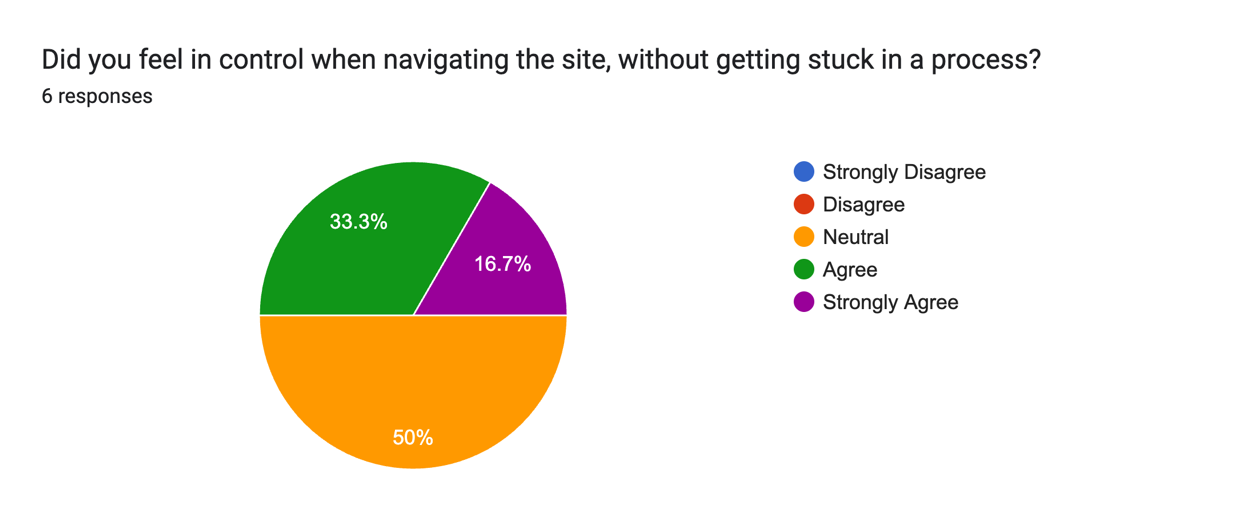 Did you feel in control when navigating the site, without getting stuck in a process?
6 responses
33.3%
16.7%
50%
Strongly Disagree
Disagree
Neutral
Agree
Strongly Agree